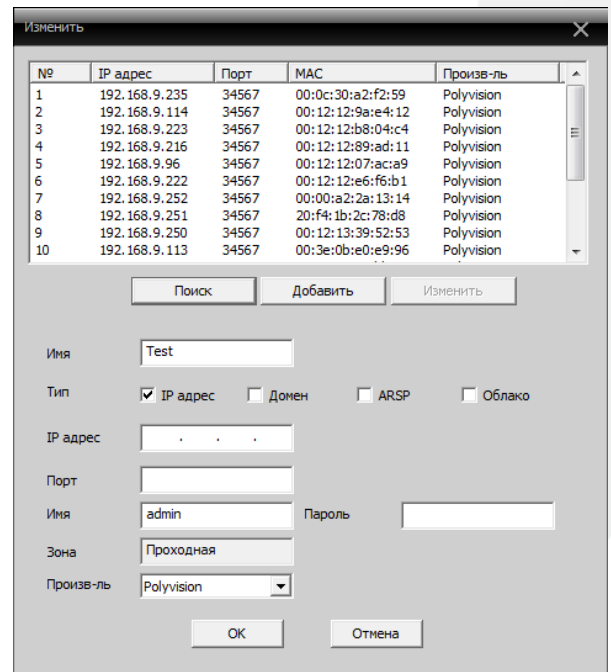 Изменить
№ IP адрес Порт MAC Произв-ль
1 192.168.9.235 34567 00:0c:30:a2:f2:59 Polyvision
2 192.168.9.114 34567 00:12:12:9a:e4:12 Polyvision
3 192.168.9.223 34567 00:12:12:b8:04:c4 Polyvision
4 192.168.9.216 34567 00:12:12:89:ad:11 Polyvision
5 192.168.9.96 34567 00:12:12:07:ac:a9 Polyvision
6 192.168.9.222 34567 00:12:12:e6:f6:b1 Polyvision
7 192.168.9.252 34567 00:00:a2:2a:13:14 Polyvision
8 192.168.9.251 34567 20:f4:1b:2c:78:d8 Polyvision
9 192.168.9.250 34567 00:12:13:39:52:53 Polyvision
10 192.168.9.113 34567 00:3e:0b:e0:e9:96 Polyvision
Поиск Добавить Изменить
Имя Test
Тип IP адрес Домен ARSP Облако
IP адрес . . .
Порт
Имя admin Пароль
Зона Проходная
Произв-ль Polyvision
OK Отмена